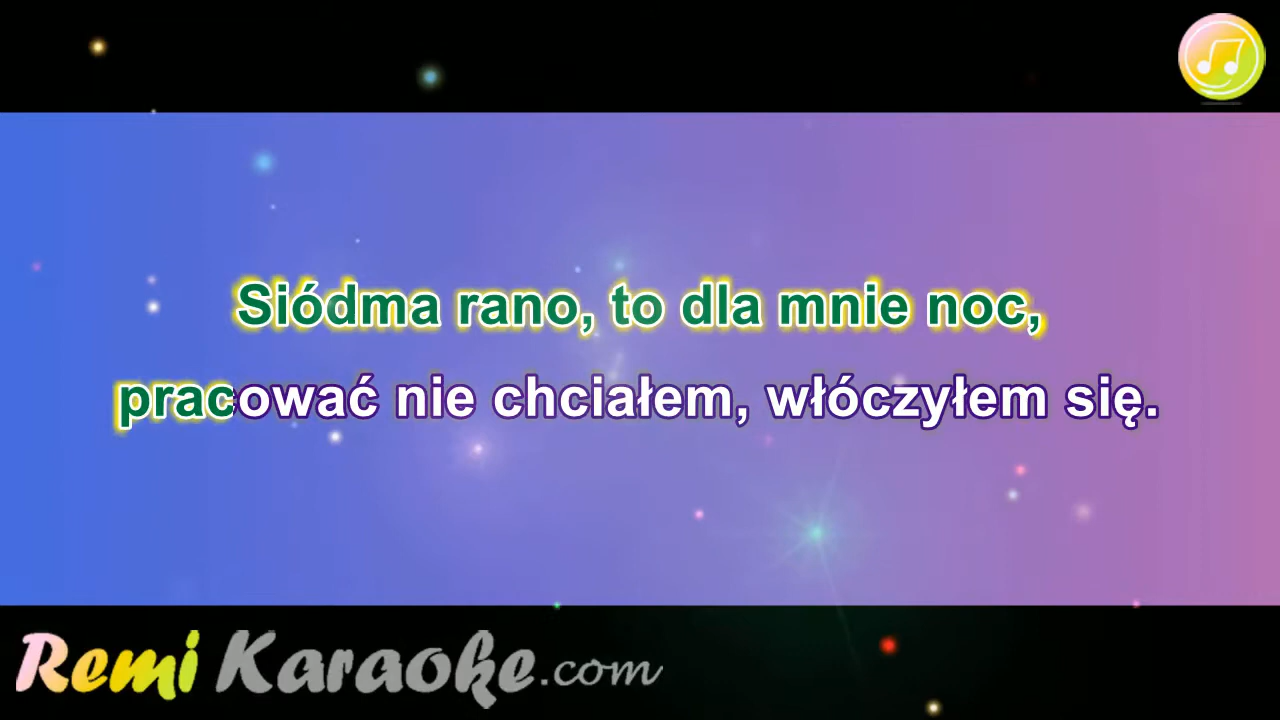 Siódma rano, to dla mnie noc,
pracować nie chciałem, włóczyłem się.
Remi Karaoke.com